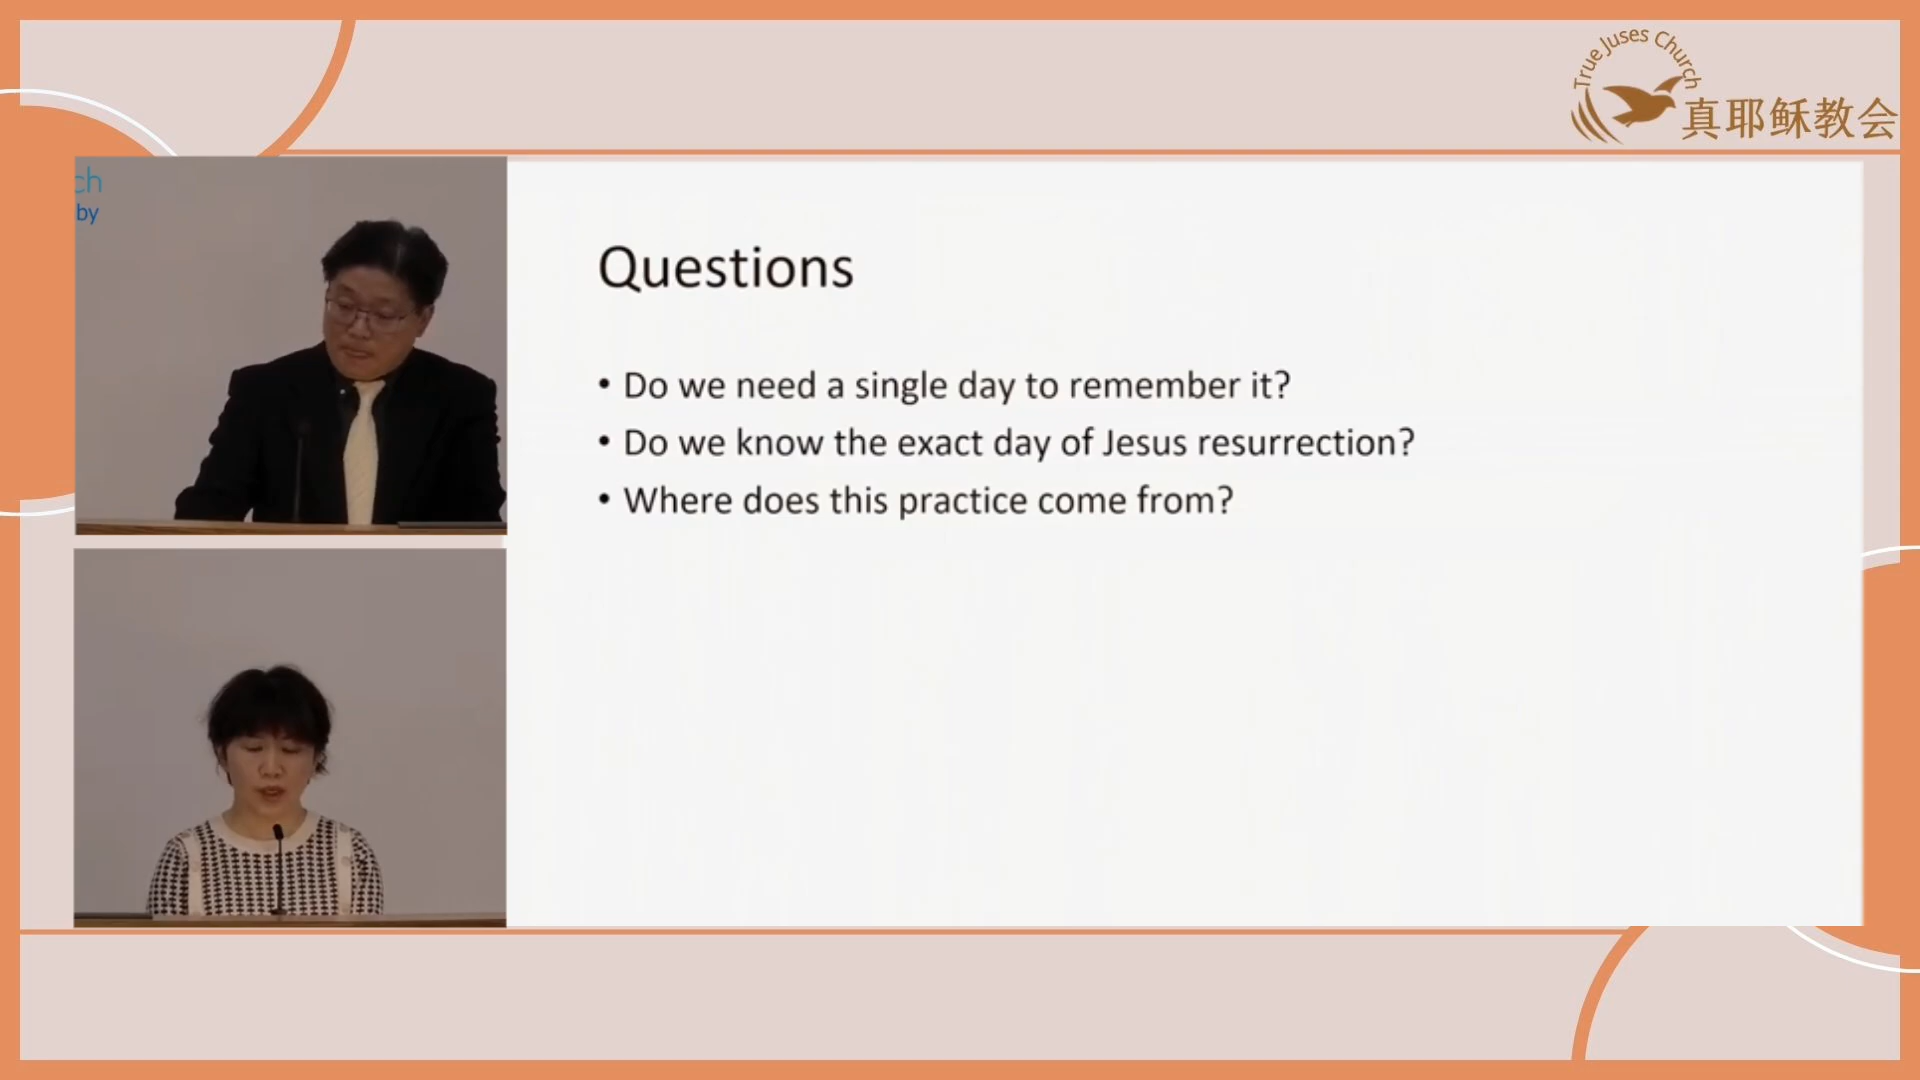 True Juses Church
真耶稣教会
ch
by
Questions
• Do we need a single day to remember it?
• Do we know the exact day of Jesus resurrection?
• Where does this practice come from?